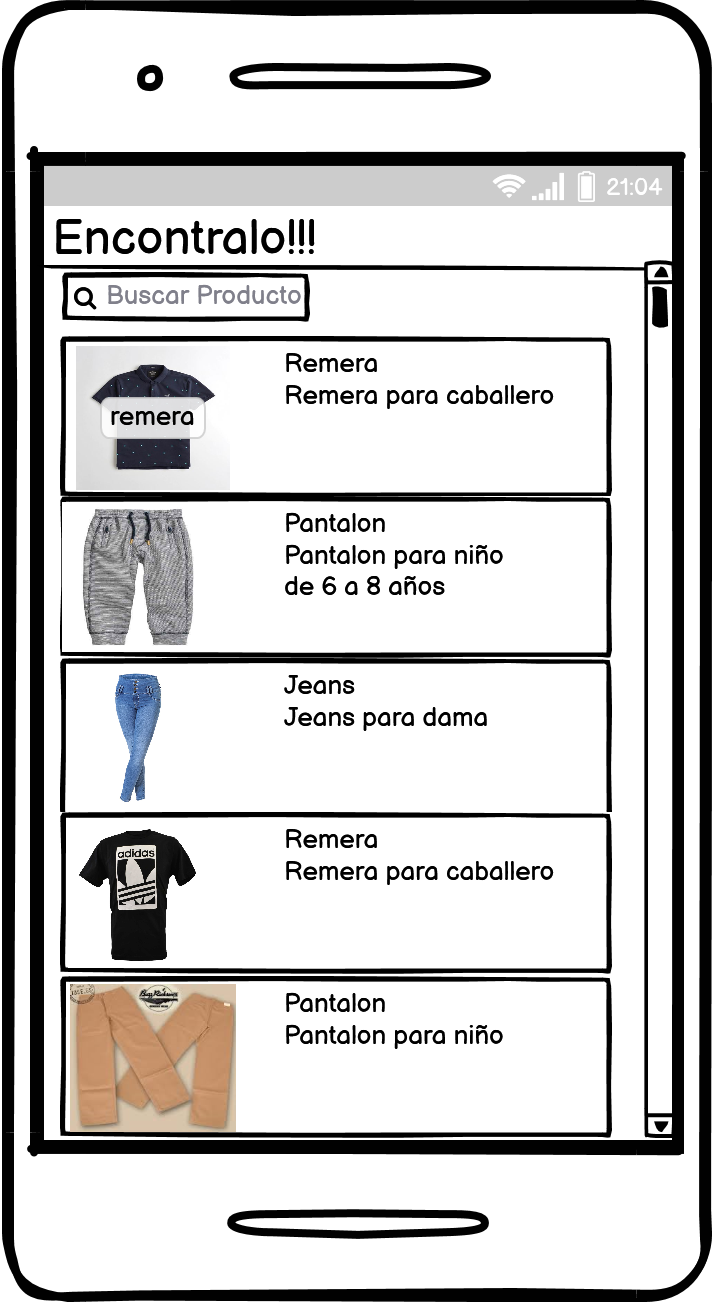 21:04
Encontralo!!!
Buscar Producto
remera
Remera
Remera para caballero
Pantalon
Pantalon para niño
de 6 a 8 años
Jeans
Jeans para dama
adidas
Remera
Remera para caballero
Pantalon
Pantalon para niño